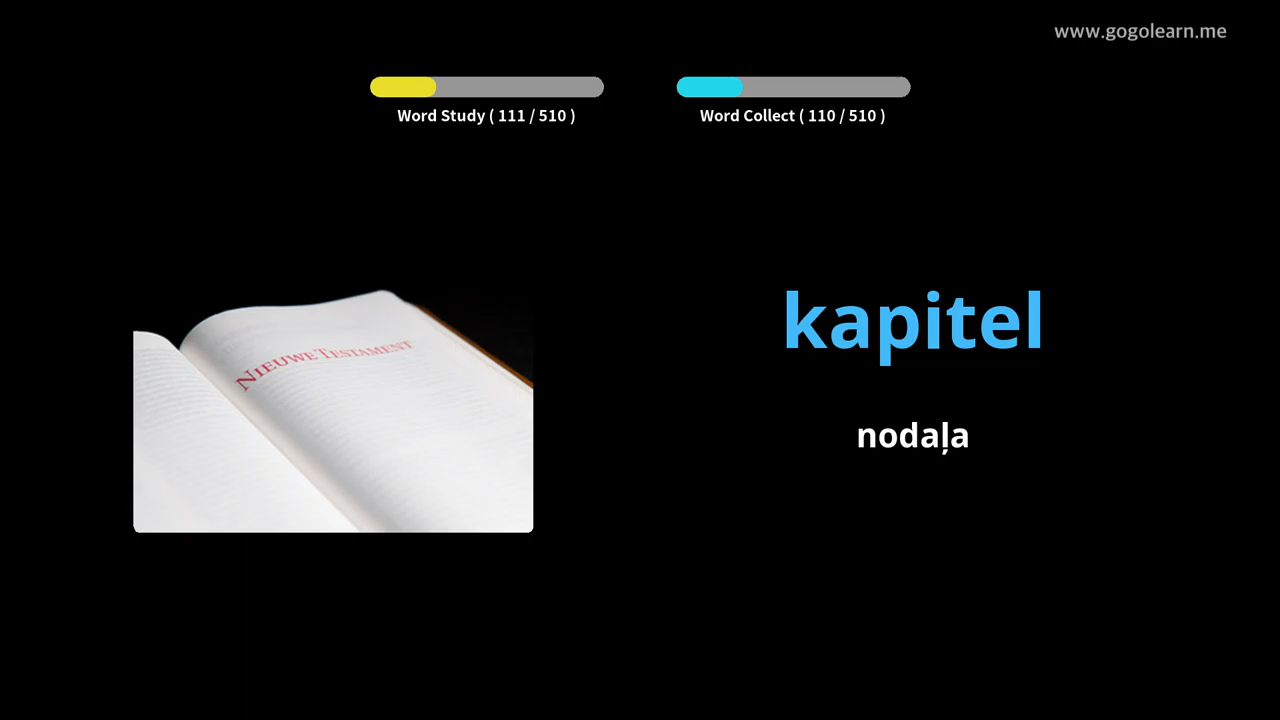 www.gogolearn.me
Word Study ( 111 / 510 )
Word Collect ( 110 / 510 )
NIEUWE TESTAMENT
kapitel
nodaļa